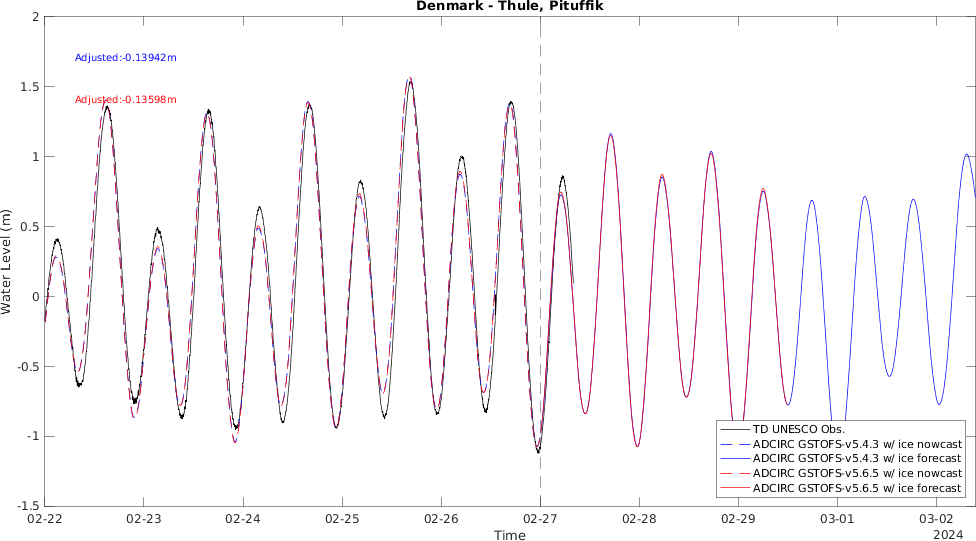 Denmark - Thule, Pituffik
Adjusted:-0.13942m
Adjusted:-0.13598m
2
1.5
1
0.5
0
-0.5
-1
-1.5
Water Level (m)
TD UNESCO Obs.
ADCIRC GSTOFS-v5.4.3 w/ ice nowcast
ADCIRC GSTOFS-v5.4.3 w/ ice forecast
ADCIRC GSTOFS-v5.6.5 w/ ice nowcast
ADCIRC GSTOFS-v5.6.5 w/ ice forecast
02-22 02-23 02-24 02-25 02-26 02-27 02-28 02-29 03-01 03-02
Time
2024